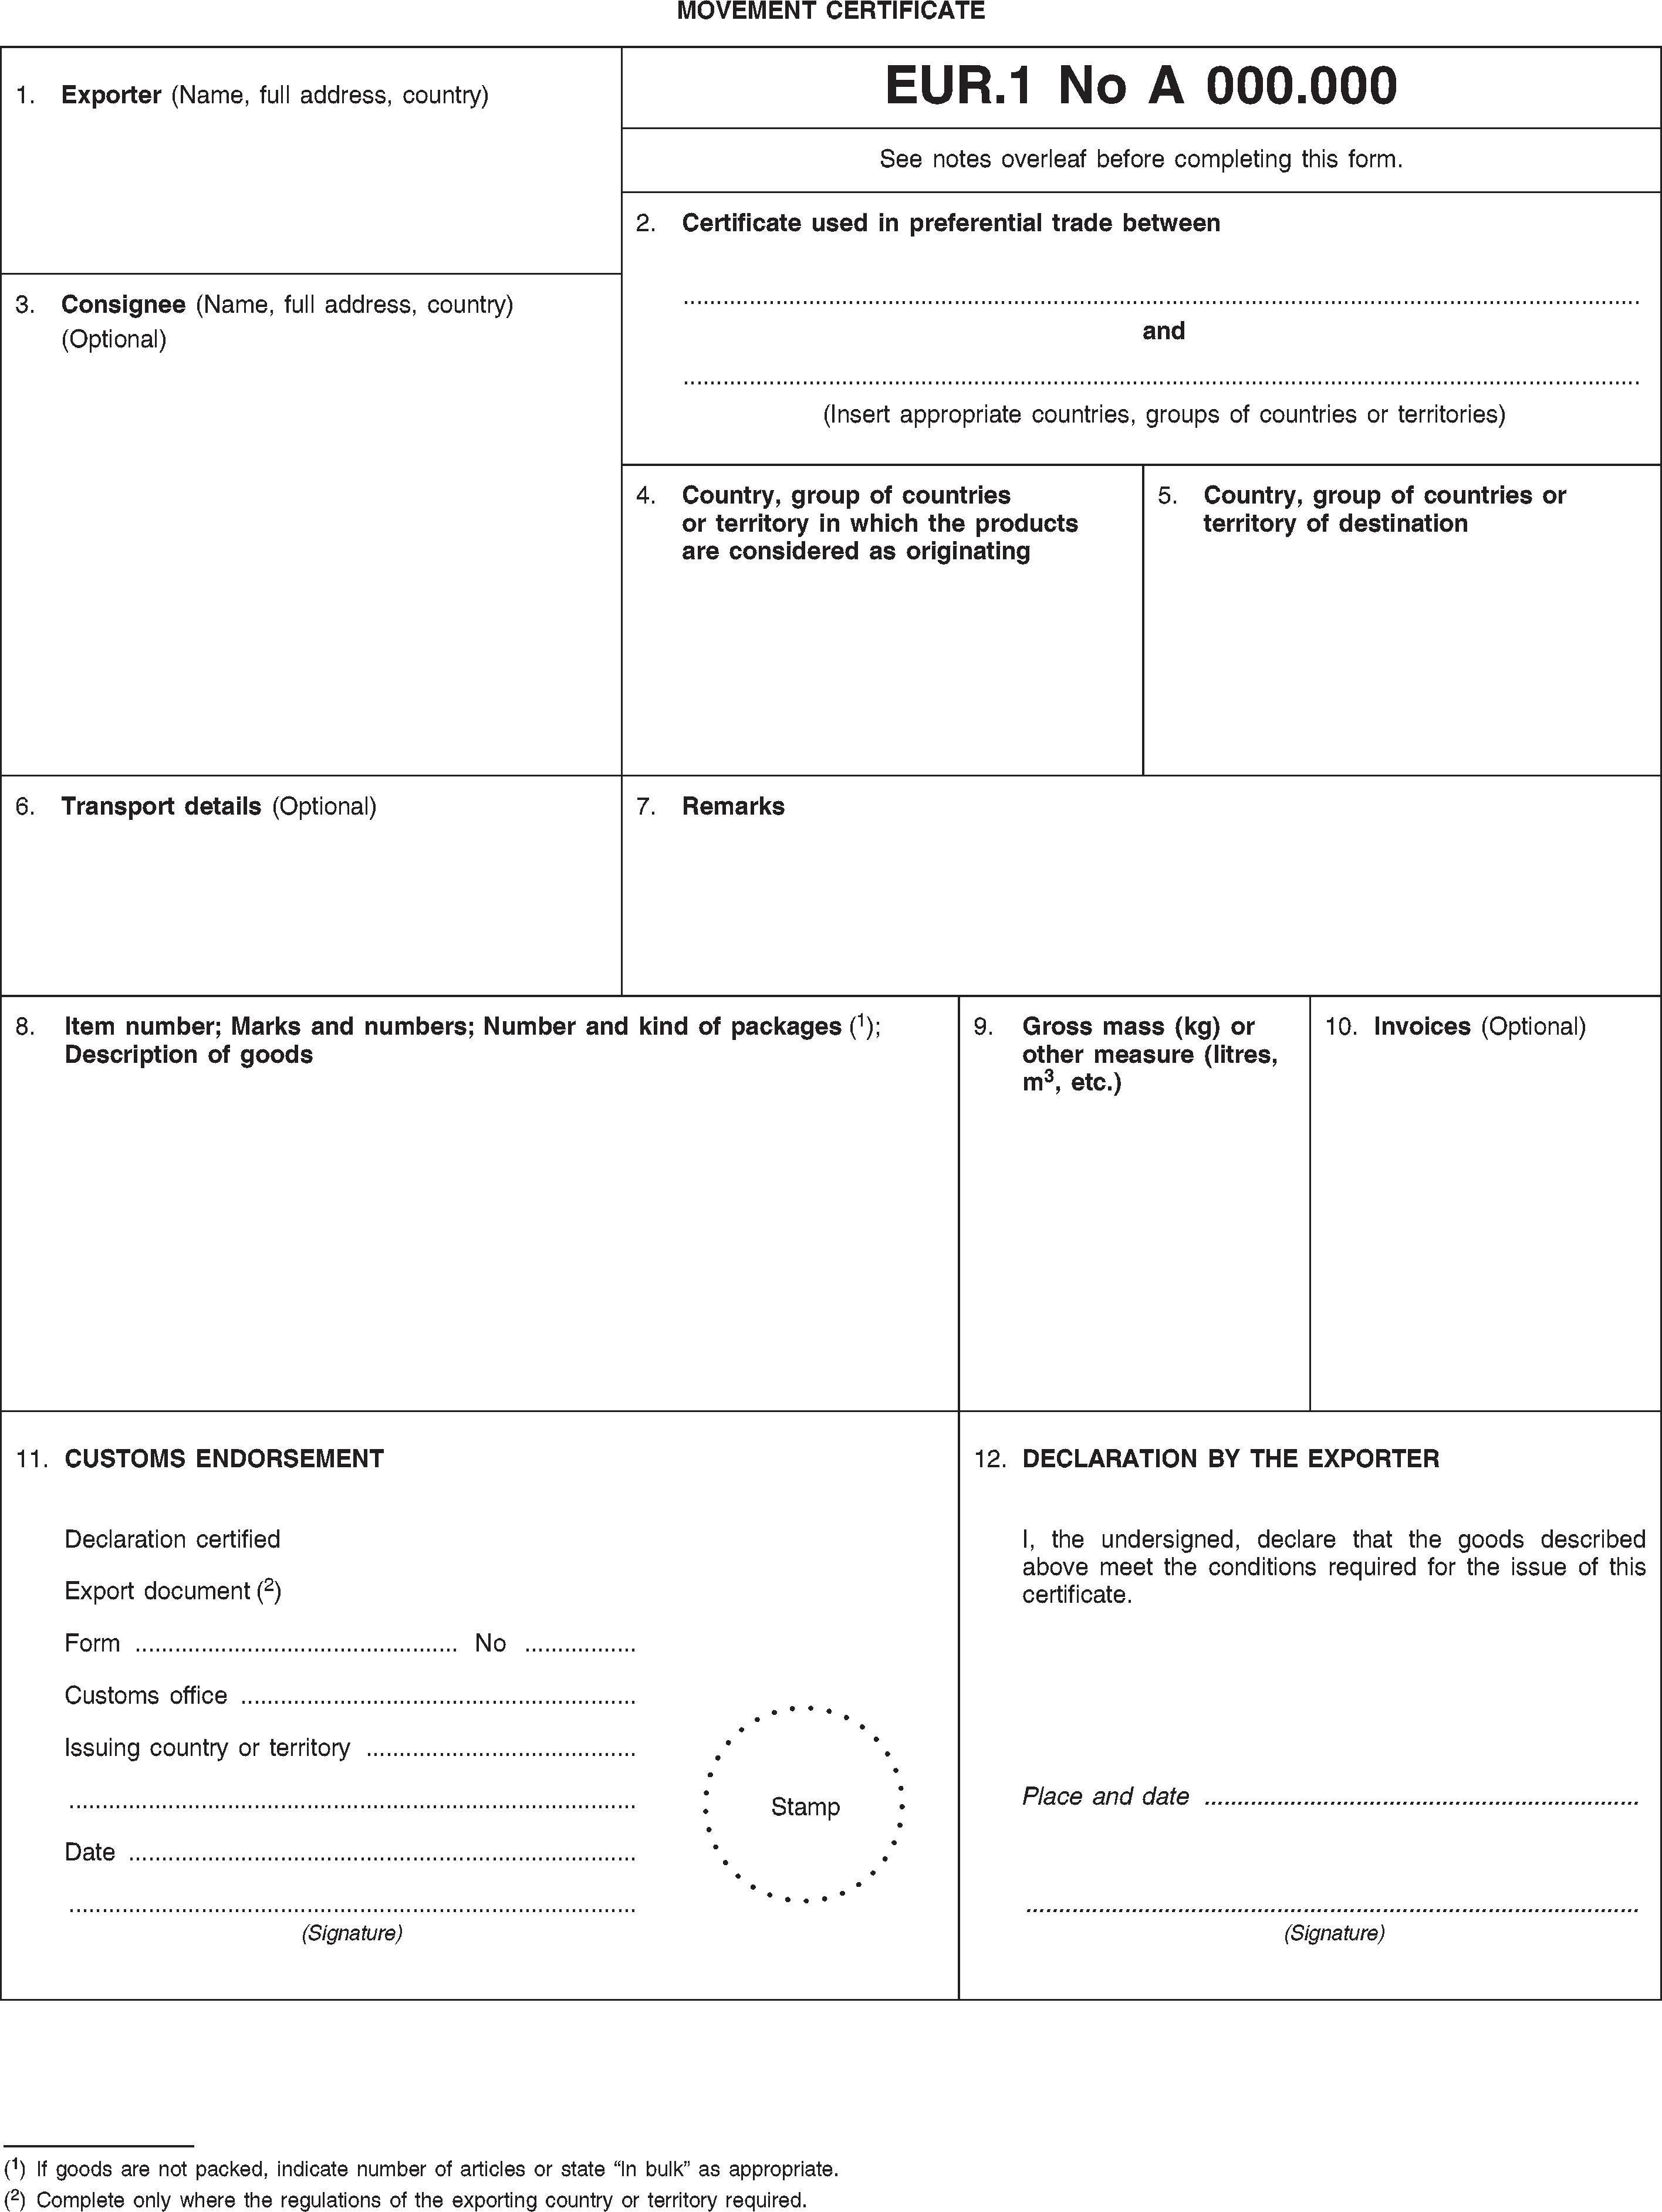 MOVEMENT CERTIFICATE
1. Exporter (Name, full address, country)
EUR.1 No A 000.000
See notes overleaf before completing this form.
2. Certificate used in preferential trade between
................................................................
and
................................................................
(Insert appropriate countries, groups of countries or territories)
3. Consignee (Name, full address, country)
(Optional)
4. Country, group of countries
or territory in which the products
are considered as originating
5. Country, group of countries or
territory of destination
6. Transport details (Optional)
7. Remarks
8. Item number; Marks and numbers; Number and kind of packages (¹);
Description of goods
9. Gross mass (kg) or
other measure (litres,
m³, etc.)
10. Invoices (Optional)
11. CUSTOMS ENDORSEMENT
Declaration certified
Export document (²)
Form ................................ No ................
Customs office ................................
Issuing country or territory ................................
................................................................
Date ................................
................................................................
(Signature)
Stamp
12. DECLARATION BY THE EXPORTER
I, the undersigned, declare that the goods described
above meet the conditions required for the issue of this
certificate.
Place and date ................................
................................................................
(Signature)
(¹) If goods are not packed, indicate number of articles or state “In bulk” as appropriate.
(²) Complete only where the regulations of the exporting country or territory required.